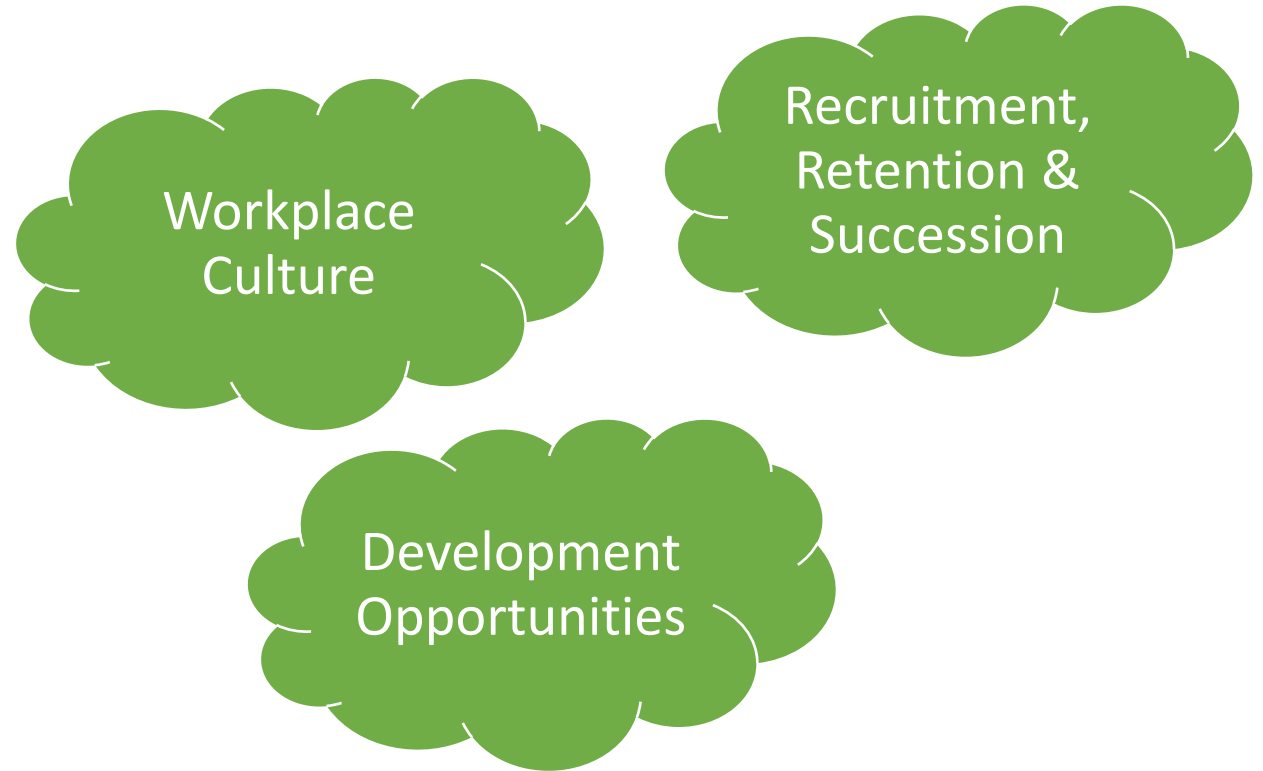 Workplace
Culture
Recruitment,
Retention &
Succession
Development
Opportunities